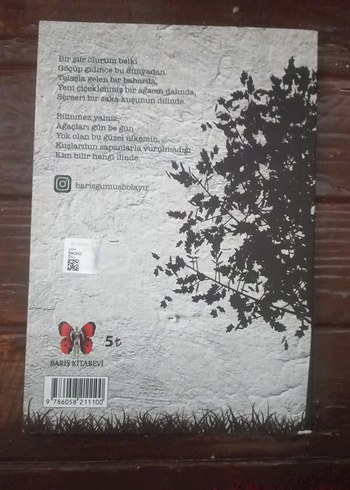 Bir şiir olurum belki
Göçüp gidince bu dünyadan.
Telaşla gelen bir baharda,
Yeni çiçeklenmiş bir ağacın dalında,
Serseri bir saka kuşunun dilinde.
Bilinmez yalnız;
Ağaçları gün be gün
Yok olan bu güzel ülkemin,
Kuşlarının sapanlarla vurulmadığı
Kim bilir hangi ilinde.
barisgumusbolayir
5₺
BARIŞ KİTABEVİ
9 786058 211100